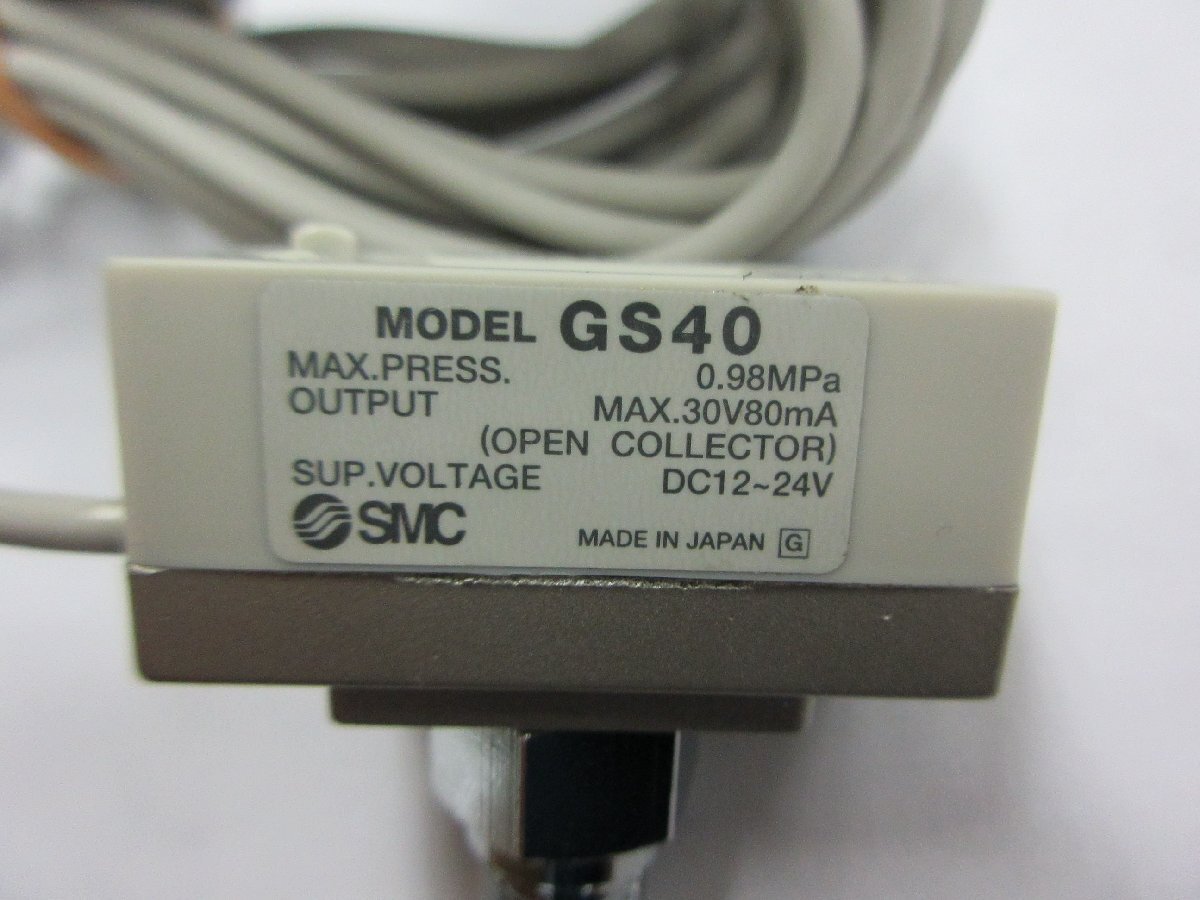 MODEL GS40
MAX.PRESS. 0.98MPa
OUTPUT MAX.30V80mA
(OPEN COLLECTOR)
SUP.VOLTAGE DC12~24V
SMC MADE IN JAPAN G